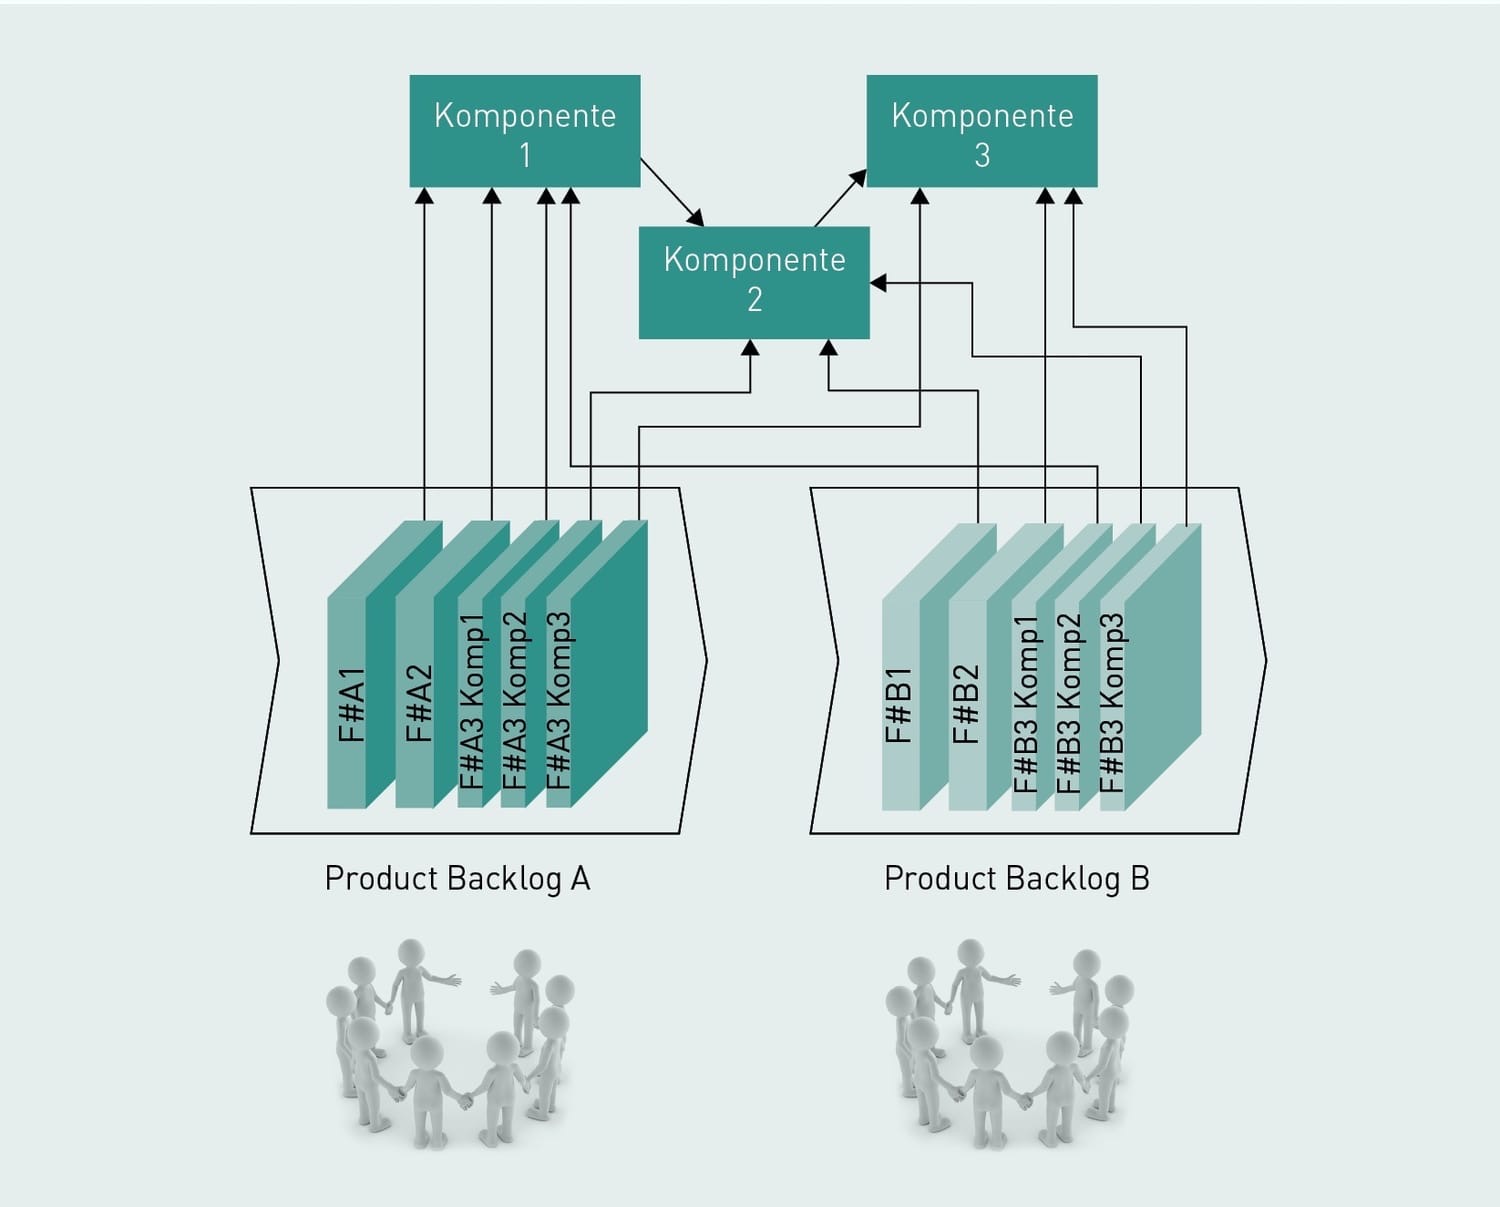 Komponente
1
Komponente
3
Komponente
2
F#A1
F#A2
F#A3 Komp1
F#A3 Komp2
F#A3 Komp3
F#B1
F#B2
F#B3 Komp1
F#B3 Komp2
F#B3 Komp3
Product Backlog A
Product Backlog B